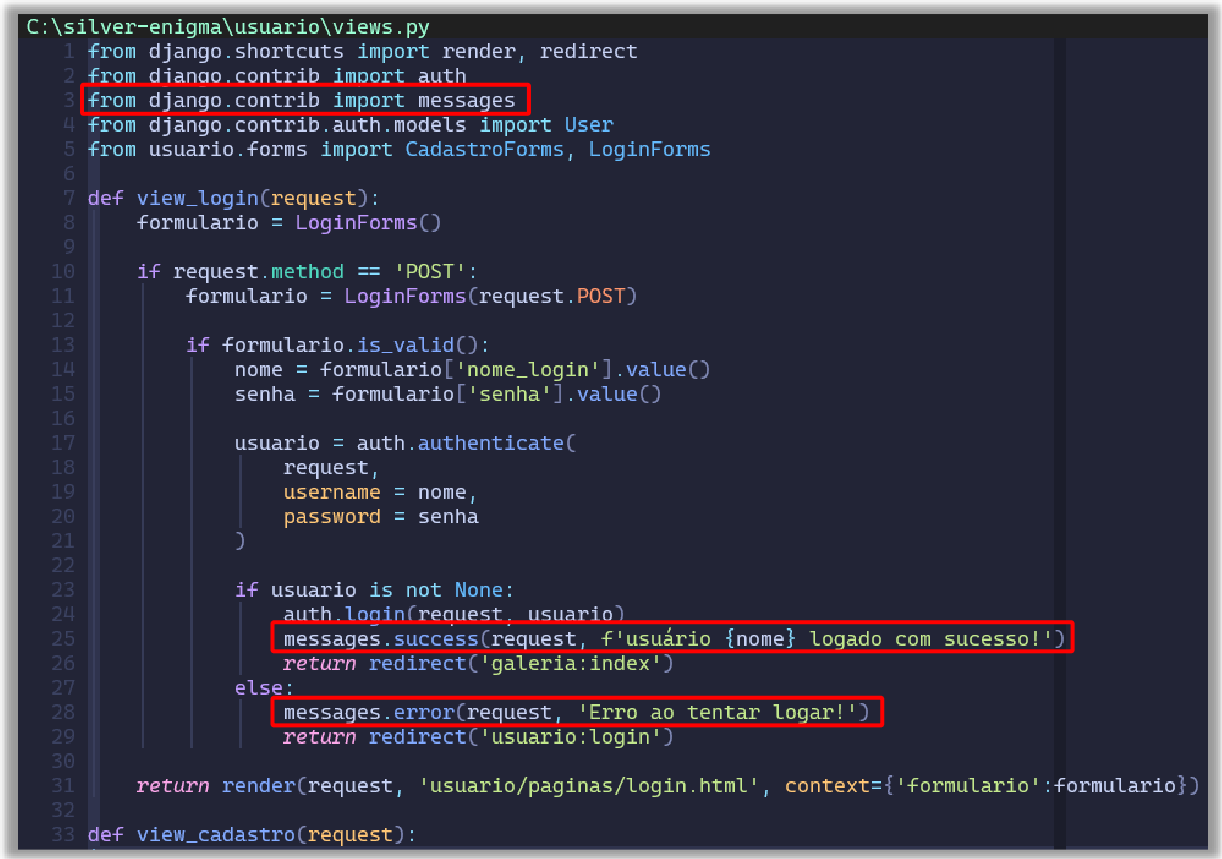 C:\silver-enigma\usuario\views.py
1 from django.shortcuts import render, redirect
2 from django.contrib import auth
3 from django.contrib import messages
4 from django.contrib.auth.models import User
5 from usuario.forms import CadastroForms, LoginForms
6
7 def view_login(request):
8     formulario = LoginForms()
9
10     if request.method == 'POST':
11         formulario = LoginForms(request.POST)
12
13         if formulario.is_valid():
14             nome = formulario['nome_login'].value()
15             senha = formulario['senha'].value()
16
17             usuario = auth.authenticate(
18                 request,
19                 username = nome,
20                 password = senha
21             )
22
23             if usuario is not None:
24                 auth.login(request, usuario)
25                 messages.success(request, f'usuário {nome} logado com sucesso!')
26                 return redirect('galeria:index')
27             else:
28                 messages.error(request, 'Erro ao tentar logar!')
29                 return redirect('usuario:login')
30
31     return render(request, 'usuario/paginas/login.html', context={'formulario':formulario})
32
33 def view_cadastro(request):